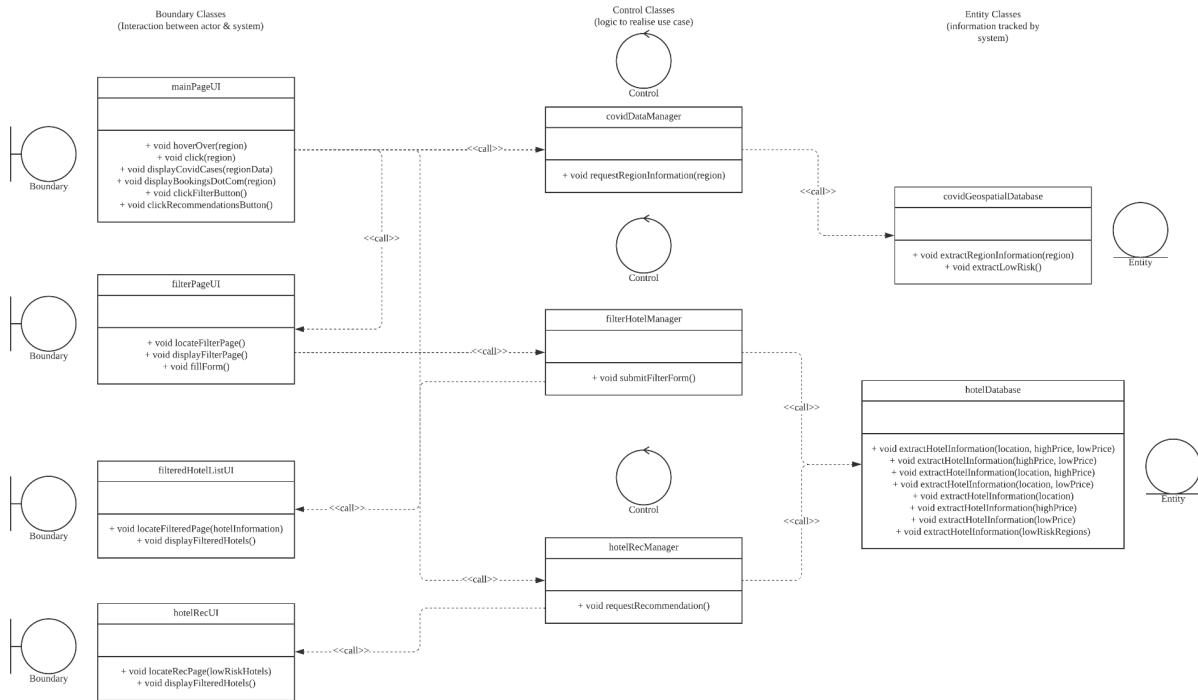 Boundary Classes
(Interaction between actor & system)
Control Classes
(logic to realise use case)
Entity Classes
(information tracked by
system)
Control
mainPageUI
+ void hoverOver(region)
+ void click(region)
+ void displayCovidCases(regionData)
+ void displayBookingsDotCom(region)
+ void clickFilterButton()
+ void clickRecommendationsButton()
Boundary
<<call>>
covidDataManager
+ void requestRegionInformation(region)
<<call>>
covidGeospatialDatabase
+ void extractRegionInformation(region)
+ void extractLowRisk()
Entity
<<call>>
Control
filterPageUI
+ void locateFilterPage()
+ void displayFilterPage()
+ void fillForm()
Boundary
<<call>>
filterHotelManager
+ void submitFilterForm()
<<call>>
hotelDatabase
+ void extractHotelInformation(location, highPrice, lowPrice)
+ void extractHotelInformation(highPrice, lowPrice)
+ void extractHotelInformation(location, highPrice)
+ void extractHotelInformation(location, lowPrice)
+ void extractHotelInformation(location)
+ void extractHotelInformation(highPrice)
+ void extractHotelInformation(lowPrice)
+ void extractHotelInformation(lowRiskRegions)
Entity
Control
filteredHotelListUI
+ void locateFilteredPage(hotelInformation)
+ void displayFilteredHotels()
Boundary
<<call>>
<<call>>
<<call>>
hotelRecManager
+ void requestRecommendation()
hotelRecUI
+ void locateRecPage(lowRiskHotels)
+ void displayFilteredHotels()
Boundary
<<call>>